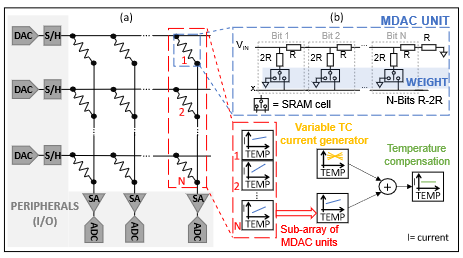 (a)
(b)
MDAC UNIT
DAC
S/H
DAC
S/H
DAC
S/H
1
2
N
Bit 1
Bit 2
Bit N
R
VIN
R
R
R
2R
2R
2R
WEIGHT
x
= SRAM cell
N-Bits R-2R
PERIPHERALS
(I/O)
SA
SA
SA
ADC
ADC
ADC
1
2
N
I
TEMP
I
TEMP
I
TEMP
Variable TC
current generator
TEMP
TEMP
Sub-array of
MDAC units
+
Temperature
compensation
TEMP
I= current